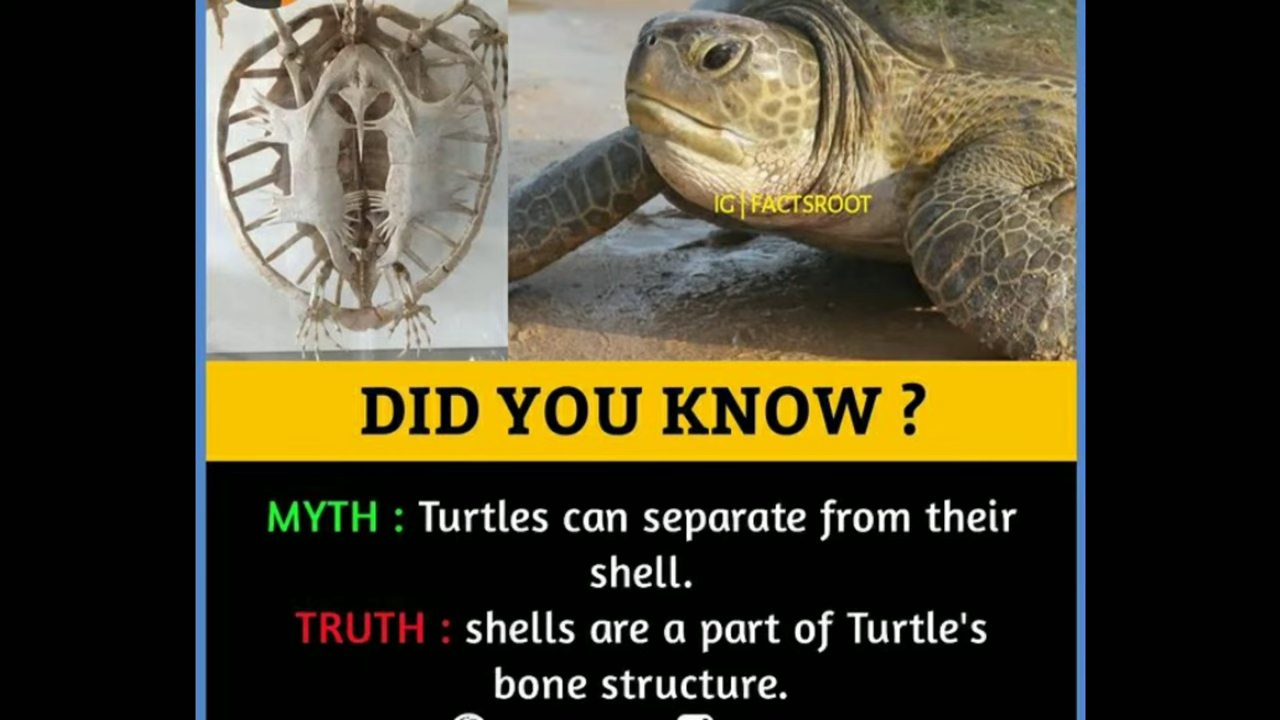 IG|FACTSROOT
DID YOU KNOW ?
MYTH : Turtles can separate from their
shell.
TRUTH : shells are a part of Turtle's
bone structure.